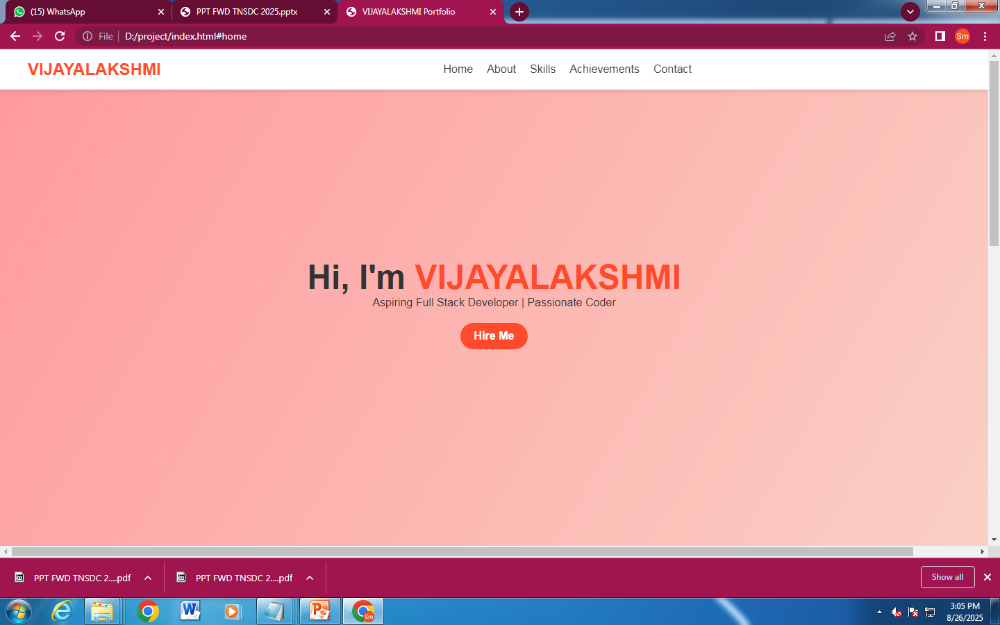 (15) WhatsApp
PPT FWD TNSDC 2025.pptx
VIJAYALAKSHMI Portfolio
File
D:/project/index.html#home
Sm
VIJAYALAKSHMI
Home About Skills Achievements Contact
Hi, I'm VIJAYALAKSHMI
Aspiring Full Stack Developer | Passionate Coder
Hire Me
PPT FWD TNSDC 2....pdf
PPT FWD TNSDC 2....pdf
Show all
Sm
3:05 PM
8/26/2025